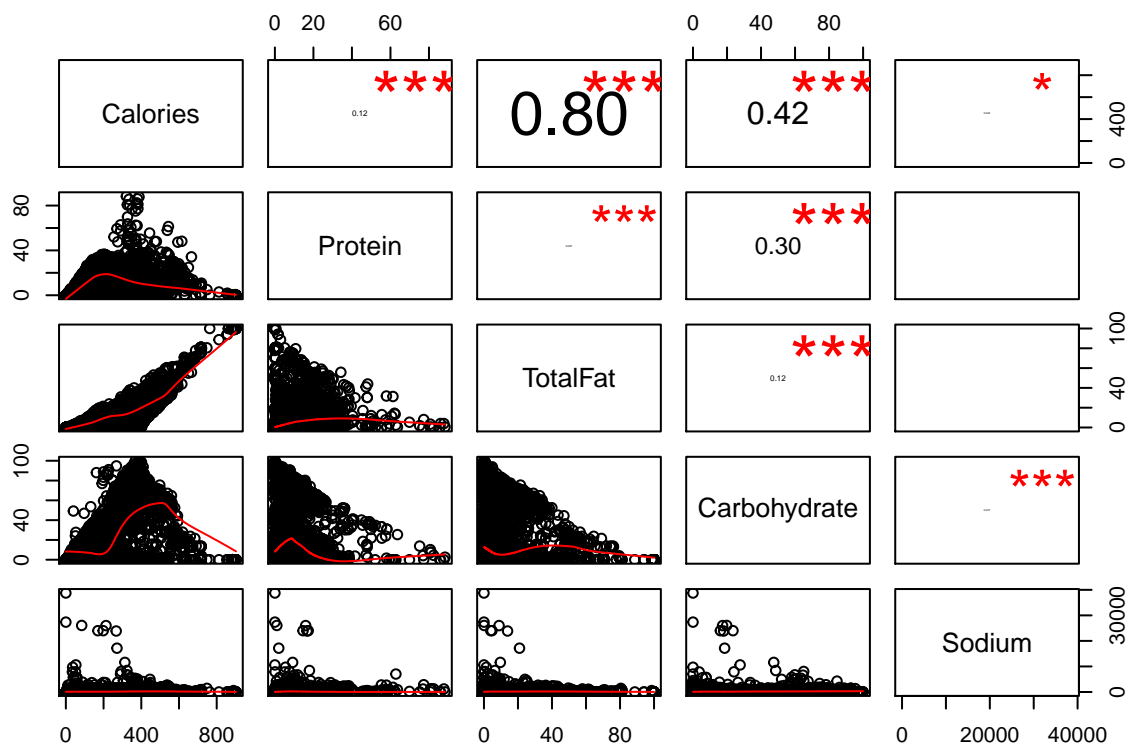 0 20 60 0 40 80
Calories 0.12 *** 0.80 *** 0.42 *** * 0 400
0 40 80 Protein *** 0.30 ***
TotalFat 0.12 *** 0 40 100
0 40 100 Carbohydrate ***
Sodium 0 30000
0 400 800 0 40 80 0 20000 40000